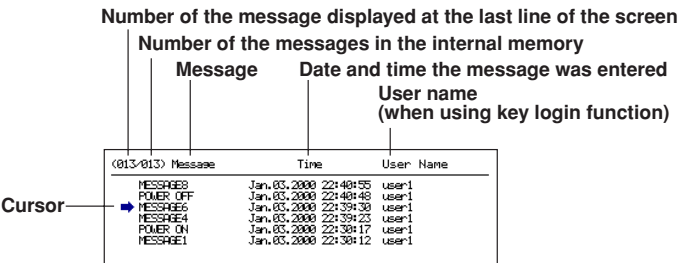 Number of the message displayed at the last line of the screen
Number of the messages in the internal memory
Message Date and time the message was entered
User name
(when using key login function)
(013/013) Message Time User Name
MESSAGE8 Jan.03.2000 22:40:55 user1
POWER OFF Jan.03.2000 22:40:48 user1
Cursor MESSAGE6 Jan.03.2000 22:39:30 user1
MESSAGE4 Jan.03.2000 22:39:23 user1
POWER ON Jan.03.2000 22:30:17 user1
MESSAGE1 Jan.03.2000 22:30:12 user1